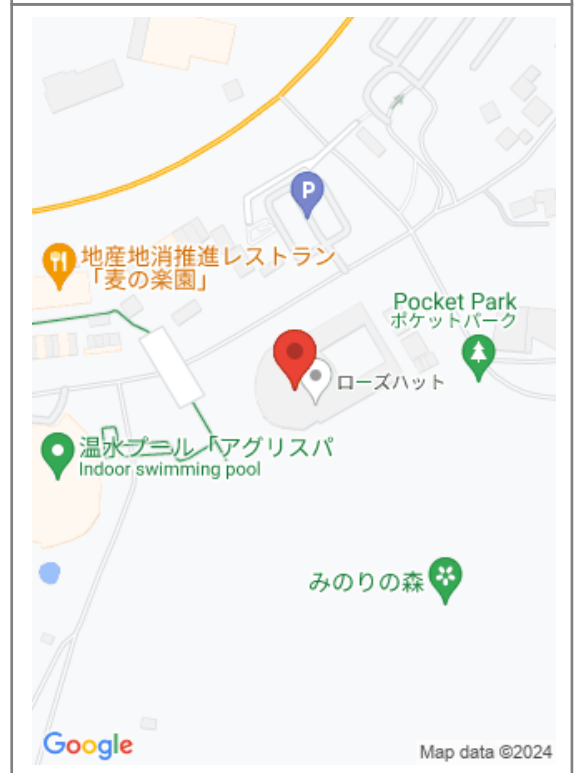 P
地産地消推進レストラン
「麦の楽園」
Pocket Park
ポケットパーク
ローズハット
温水プール「アグリスパ
Indoor swimming pool
みのりの森
Google
Map data ©2024